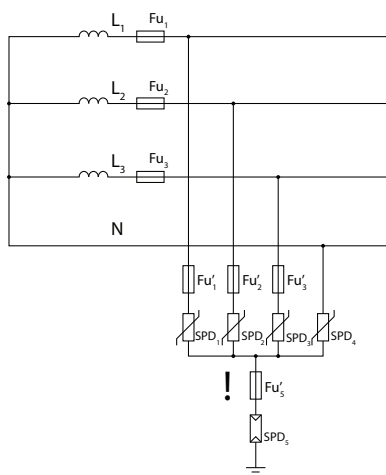 L₁ Fu₁
L₂ Fu₂
L₃ Fu₃
N
Fu'₁ Fu'₂ Fu'₃
SPD₁ SPD₂ SPD₃ SPD₄
! Fu'₅
SPD₅